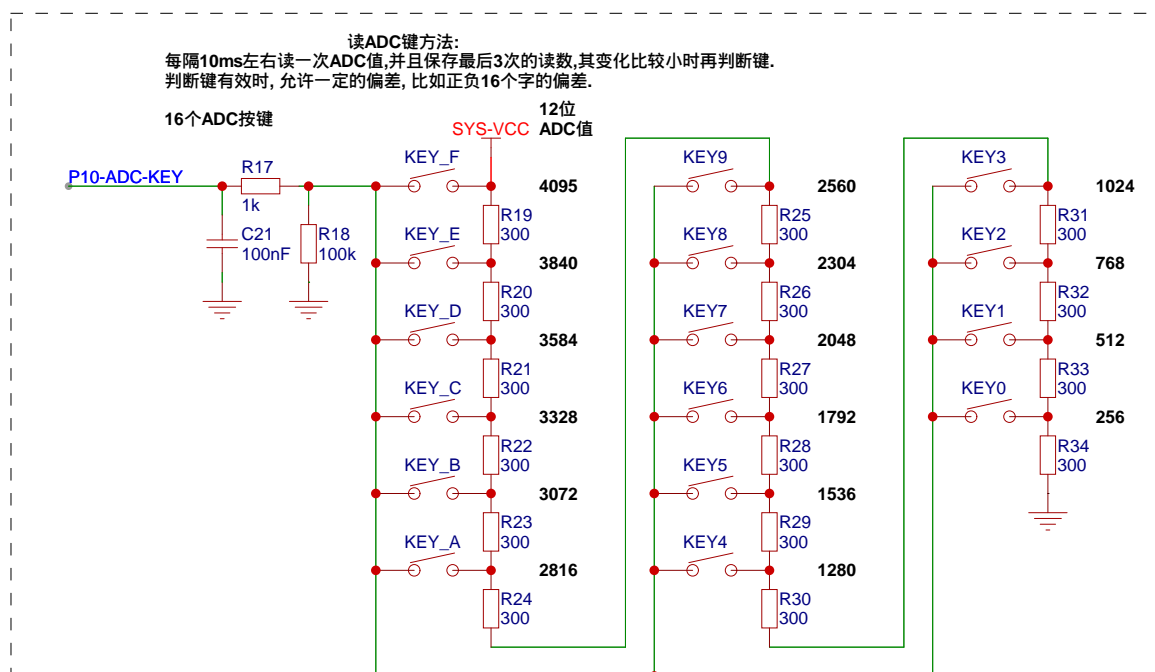 读ADC键方法:
每隔10ms左右读一次ADC值,并且保存最后3次的读数,其变化比较小时再判断键.
判断键有效时, 允许一定的偏差, 比如正负16个字的偏差.
16个ADC按键
12位
ADC值
SYS-VCC
P10-ADC-KEY
R17
1k
C21
100nF
R18
100k
KEY_F
4095
R19
300
KEY_E
3840
R20
300
KEY_D
3584
R21
300
KEY_C
3328
R22
300
KEY_B
3072
R23
300
KEY_A
2816
R24
300
KEY9
2560
R25
300
KEY8
2304
R26
300
KEY7
2048
R27
300
KEY6
1792
R28
300
KEY5
1536
R29
300
KEY4
1280
R30
300
KEY3
1024
R31
300
KEY2
768
R32
300
KEY1
512
R33
300
KEY0
256
R34
300